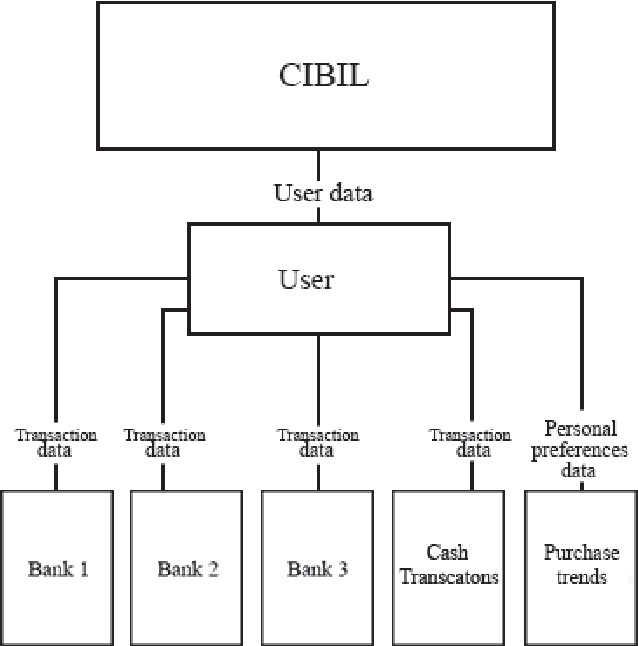 CIBIL
User data
User
Transaction
data
Transaction
data
Transaction
data
Transaction
data
Personal
preferences
data
Bank 1
Bank 2
Bank 3
Cash
Transcatons
Purchase
trends